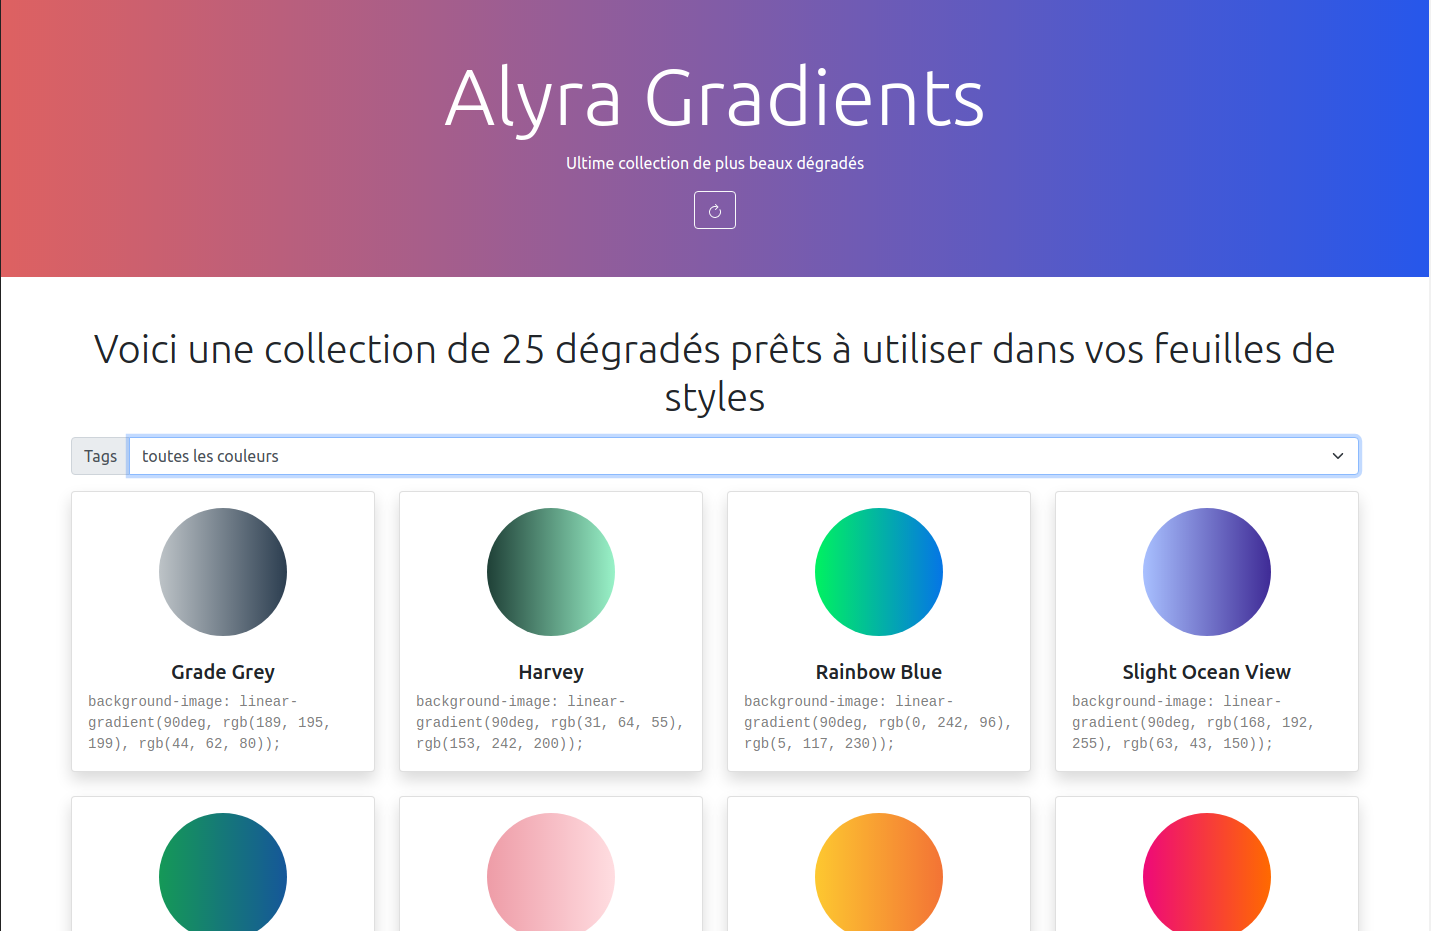 Alyra Gradients
Ultime collection de plus beaux dégradés
Voici une collection de 25 dégradés prêts à utiliser dans vos feuilles de
styles
Tags
toutes les couleurs
Grade Grey
background-image: linear-
gradient(90deg, rgb(189, 195,
199), rgb(44, 62, 80));
Harvey
background-image: linear-
gradient(90deg, rgb(31, 64, 55),
rgb(153, 242, 200));
Rainbow Blue
background-image: linear-
gradient(90deg, rgb(0, 242, 96),
rgb(5, 117, 230));
Slight Ocean View
background-image: linear-
gradient(90deg, rgb(168, 192,
255), rgb(63, 43, 150));